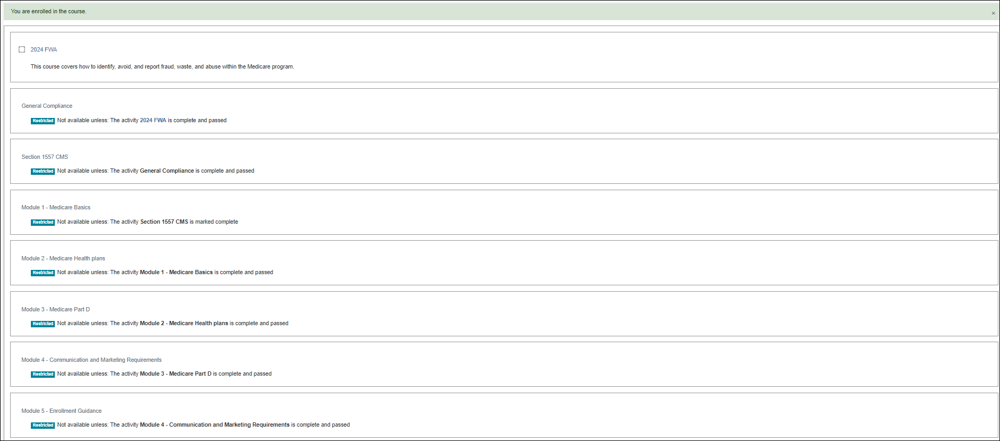 You are enrolled in the course.
×
2024 FWA
This course covers how to identify, avoid, and report fraud, waste, and abuse within the Medicare program.
General Compliance
Restricted Not available unless: The activity 2024 FWA is complete and passed
Section 1557 CMS
Restricted Not available unless: The activity General Compliance is complete and passed
Module 1 - Medicare Basics
Restricted Not available unless: The activity Section 1557 CMS is marked complete
Module 2 - Medicare Health plans
Restricted Not available unless: The activity Module 1 - Medicare Basics is complete and passed
Module 3 - Medicare Part D
Restricted Not available unless: The activity Module 2 - Medicare Health plans is complete and passed
Module 4 - Communication and Marketing Requirements
Restricted Not available unless: The activity Module 3 - Medicare Part D is complete and passed
Module 5 - Enrollment Guidance
Restricted Not available unless: The activity Module 4 - Communication and Marketing Requirements is complete and passed